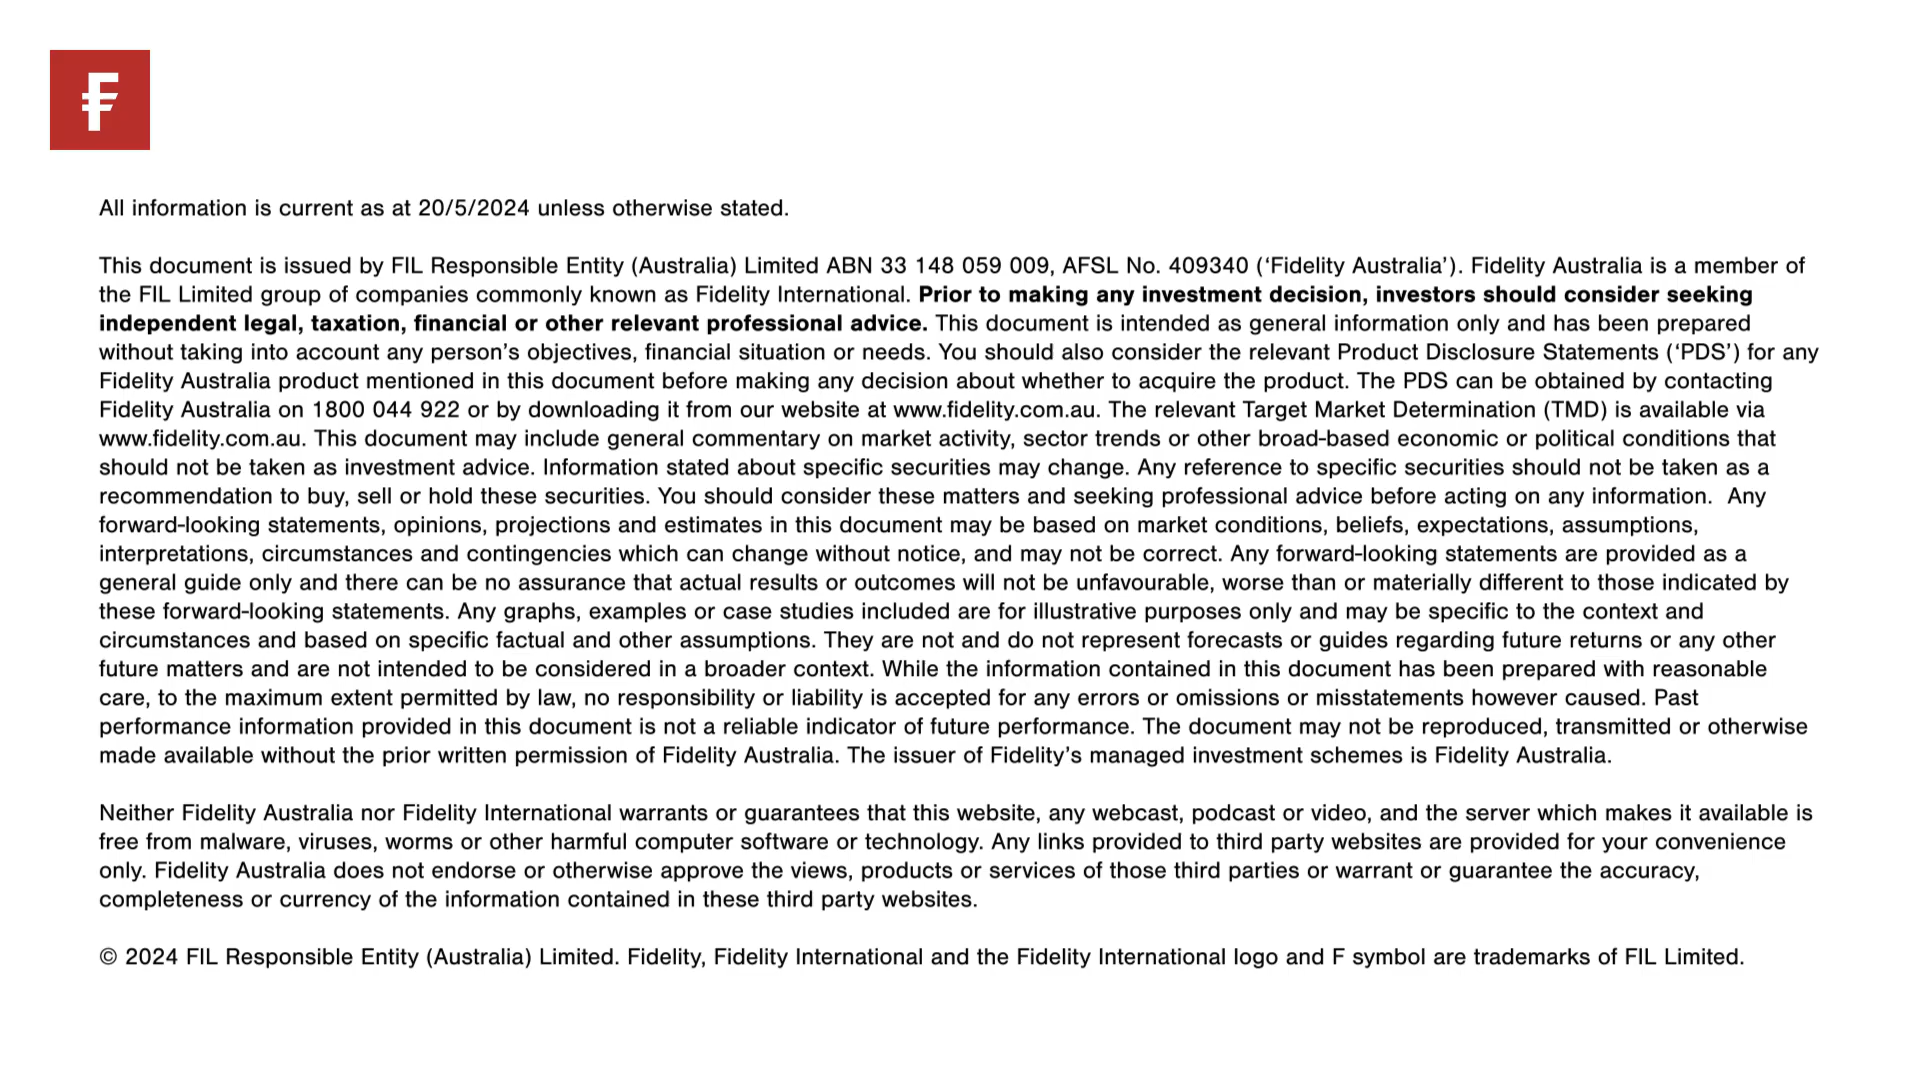 F
All information is current as at 20/5/2024 unless otherwise stated.
This document is issued by FIL Responsible Entity (Australia) Limited ABN 33 148 059 009, AFSL No. 409340 (‘Fidelity Australia’). Fidelity Australia is a member of
the FIL Limited group of companies commonly known as Fidelity International. Prior to making any investment decision, investors should consider seeking
independent legal, taxation, financial or other relevant professional advice. This document is intended as general information only and has been prepared
without taking into account any person’s objectives, financial situation or needs. You should also consider the relevant Product Disclosure Statements (‘PDS’) for any
Fidelity Australia product mentioned in this document before making any decision about whether to acquire the product. The PDS can be obtained by contacting
Fidelity Australia on 1800 044 922 or by downloading it from our website at www.fidelity.com.au. The relevant Target Market Determination (TMD) is available via
www.fidelity.com.au. This document may include general commentary on market activity, sector trends or other broad-based economic or political conditions that
should not be taken as investment advice. Information stated about specific securities may change. Any reference to specific securities should not be taken as a
recommendation to buy, sell or hold these securities. You should consider these matters and seeking professional advice before acting on any information.  Any
forward-looking statements, opinions, projections and estimates in this document may be based on market conditions, beliefs, expectations, assumptions,
interpretations, circumstances and contingencies which can change without notice, and may not be correct. Any forward-looking statements are provided as a
general guide only and there can be no assurance that actual results or outcomes will not be unfavourable, worse than or materially different to those indicated by
these forward-looking statements. Any graphs, examples or case studies included are for illustrative purposes only and may be specific to the context and
circumstances and based on specific factual and other assumptions. They are not and do not represent forecasts or guides regarding future returns or any other
future matters and are not intended to be considered in a broader context. While the information contained in this document has been prepared with reasonable
care, to the maximum extent permitted by law, no responsibility or liability is accepted for any errors or omissions or misstatements however caused. Past
performance information provided in this document is not a reliable indicator of future performance. The document may not be reproduced, transmitted or otherwise
made available without the prior written permission of Fidelity Australia. The issuer of Fidelity’s managed investment schemes is Fidelity Australia.
Neither Fidelity Australia nor Fidelity International warrants or guarantees that this website, any webcast, podcast or video, and the server which makes it available is
free from malware, viruses, worms or other harmful computer software or technology. Any links provided to third party websites are provided for your convenience
only. Fidelity Australia does not endorse or otherwise approve the views, products or services of those third parties or warrant or guarantee the accuracy,
completeness or currency of the information contained in these third party websites.
© 2024 FIL Responsible Entity (Australia) Limited. Fidelity, Fidelity International and the Fidelity International logo and F symbol are trademarks of FIL Limited.